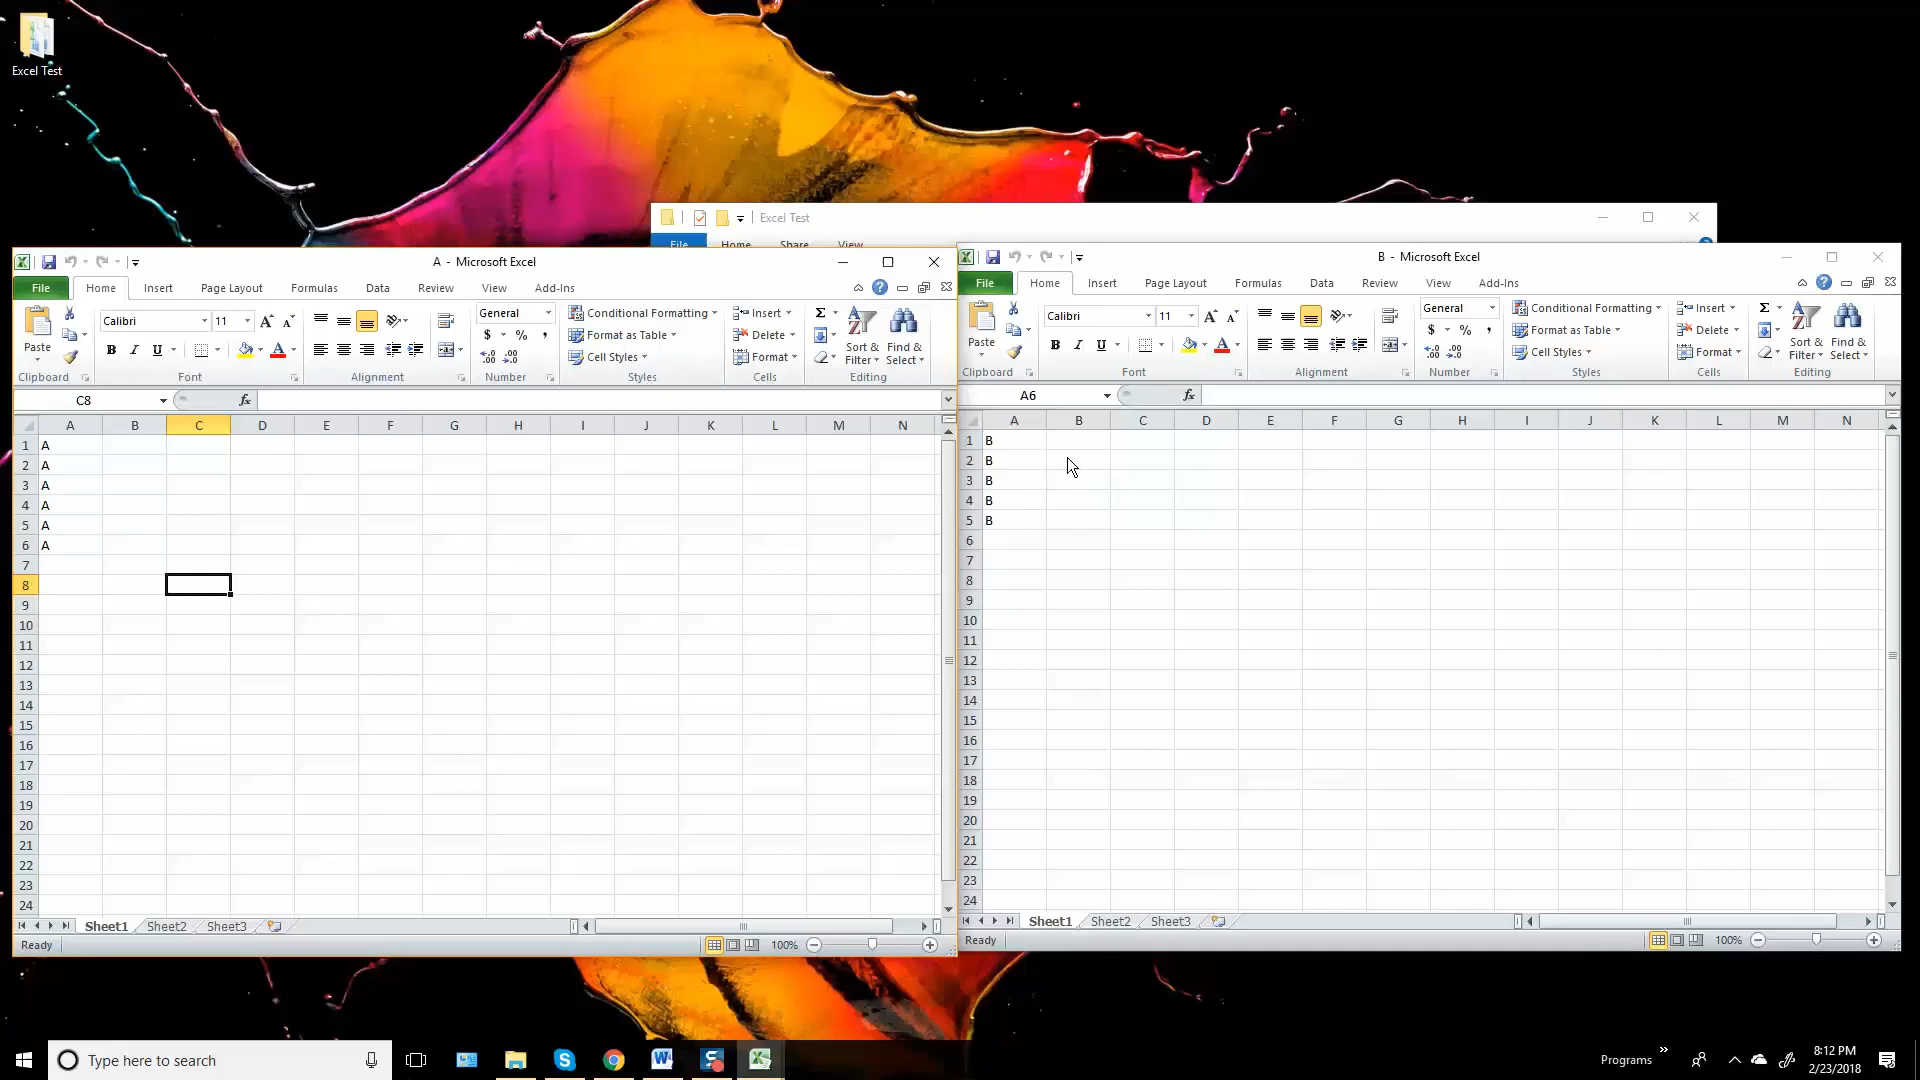 Excel Test
Excel Test
File Home Share View
A - Microsoft Excel
File Home Insert Page Layout Formulas Data Review View Add-Ins
Paste
Calibri 11
B I U
A A
General
$ % ,
Conditional Formatting
Format as Table
Cell Styles
Insert
Delete
Format
Σ
Sort & Filter
Find & Select
Clipboard Font Alignment Number Styles Cells Editing
C8 fx
A B C D E F G H I J K L M N
1 A
2 A
3 A
4 A
5 A
6 A
7
8
9
10
11
12
13
14
15
16
17
18
19
20
21
22
23
24
Sheet1 Sheet2 Sheet3
Ready 100%
B - Microsoft Excel
File Home Insert Page Layout Formulas Data Review View Add-Ins
Paste
Calibri 11
B I U
A A
General
$ % ,
Conditional Formatting
Format as Table
Cell Styles
Insert
Delete
Format
Σ
Sort & Filter
Find & Select
Clipboard Font Alignment Number Styles Cells Editing
A6 fx
A B C D E F G H I J K L M N
1 B
2 B
3 B
4 B
5 B
6
7
8
9
10
11
12
13
14
15
16
17
18
19
20
21
22
23
24
Sheet1 Sheet2 Sheet3
Ready 100%
Type here to search
Programs
8:12 PM
2/23/2018